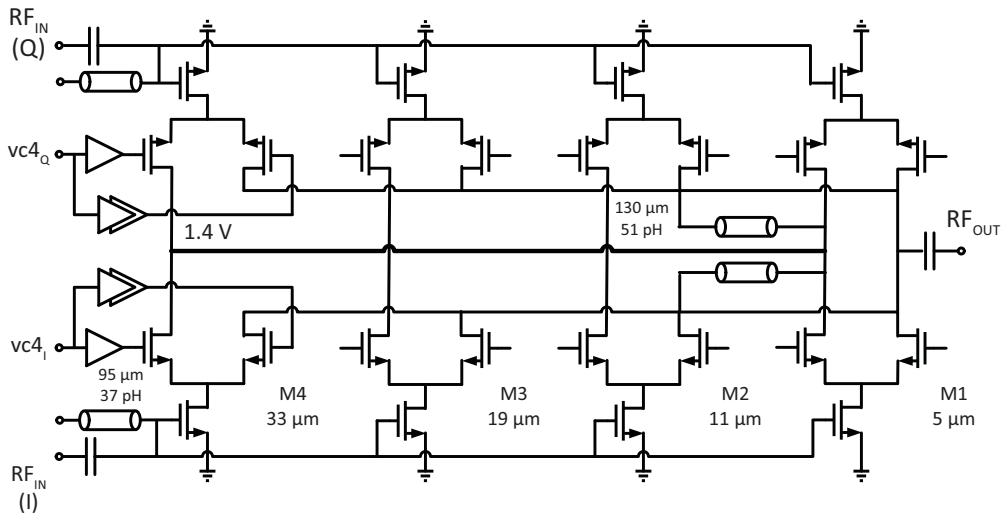 RF_IN
(Q)
vc4_Q
1.4 V
130 µm
51 pH
RF_OUT
vc4_I
95 µm
37 pH
M4
33 µm
M3
19 µm
M2
11 µm
M1
5 µm
RF_IN
(I)